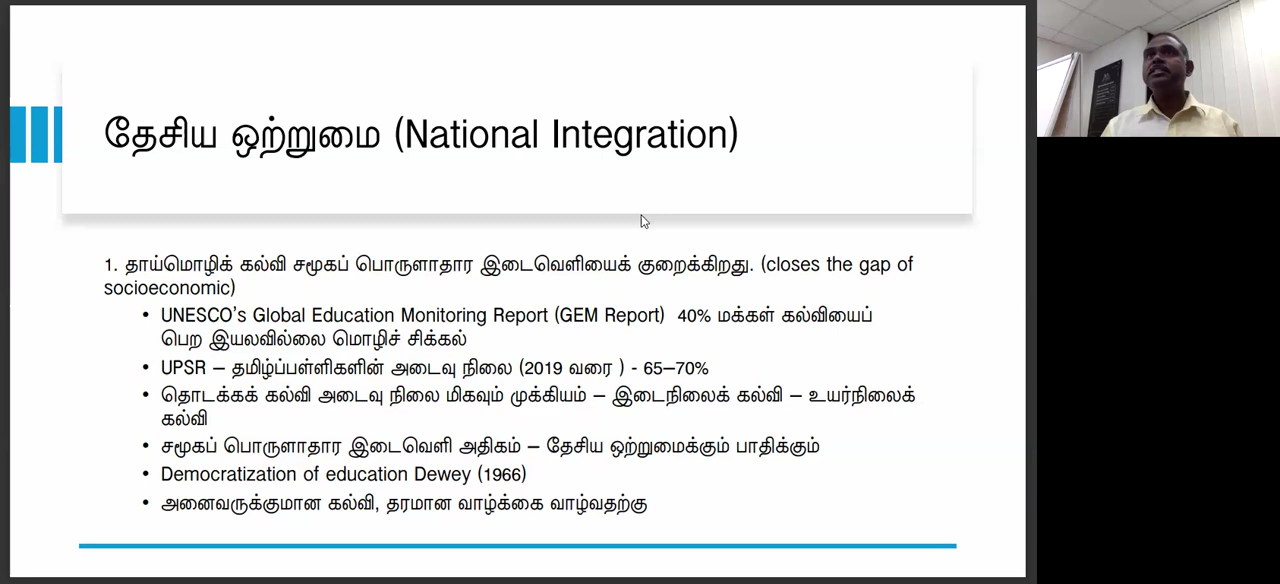 தேசிய ஒற்றுமை (National Integration)
1. தாய்மொழிக் கல்வி சமூகப் பொருளாதார இடைவெளியைக் குறைக்கிறது. (closes the gap of
socioeconomic)
• UNESCO's Global Education Monitoring Report (GEM Report) 40% மக்கள் கல்வியைப்
பெற இயலவில்லை மொழிச் சிக்கல்
• UPSR – தமிழ்ப்பள்ளிகளின் அடைவு நிலை (2019 வரை ) - 65–70%
• தொடக்கக் கல்வி அடைவு நிலை மிகவும் முக்கியம் – இடைநிலைக் கல்வி – உயர்நிலைக்
கல்வி
• சமூகப் பொருளாதார இடைவெளி அதிகம் – தேசிய ஒற்றுமைக்கும் பாதிக்கும்
• Democratization of education Dewey (1966)
• அனைவருக்குமான கல்வி, தரமான வாழ்க்கை வாழ்வதற்கு